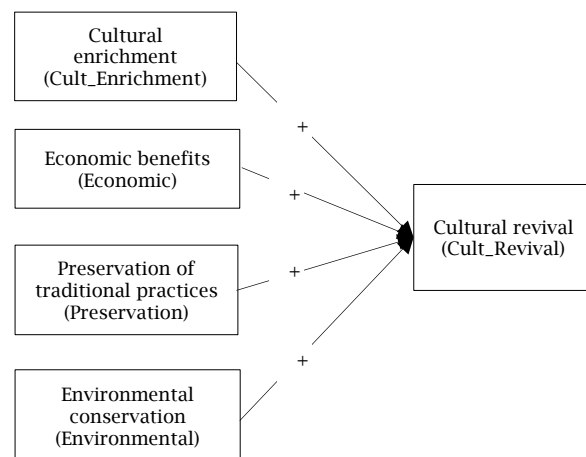 Cultural
enrichment
(Cult_Enrichment)
+
Economic benefits
(Economic)
+
Cultural revival
(Cult_Revival)
Preservation of
traditional practices
(Preservation)
+
+
Environmental
conservation
(Environmental)